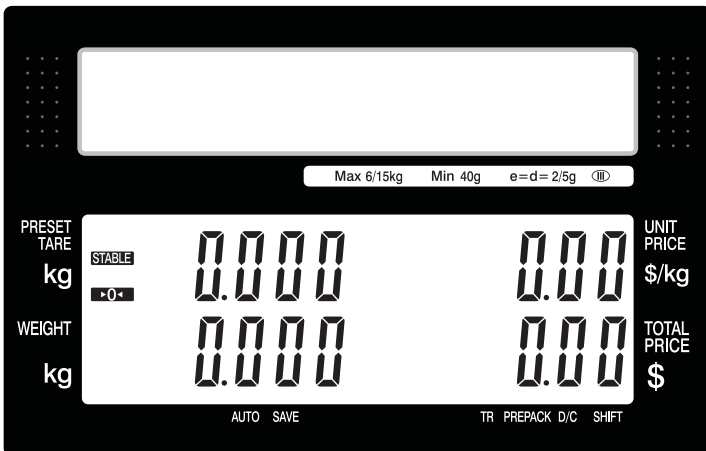 Max 6/15kg Min 40g e=d= 2/5g III
PRESET
TARE
kg
STABLE
►0◄
0.000
0.00
UNIT
PRICE
$/kg
WEIGHT
kg
0.000
0.00
TOTAL
PRICE
$
AUTO SAVE TR PREPACK D/C SHIFT